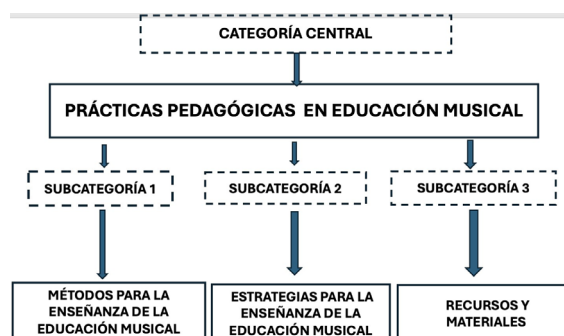 CATEGORÍA CENTRAL
PRÁCTICAS PEDAGÓGICAS EN EDUCACIÓN MUSICAL
SUBCATEGORÍA 1
SUBCATEGORÍA 2
SUBCATEGORÍA 3
MÉTODOS PARA LA
ENSEÑANZA DE LA
EDUCACIÓN MUSICAL
ESTRATEGIAS PARA LA
ENSEÑANZA DE LA
EDUCACIÓN MUSICAL
RECURSOS Y
MATERIALES